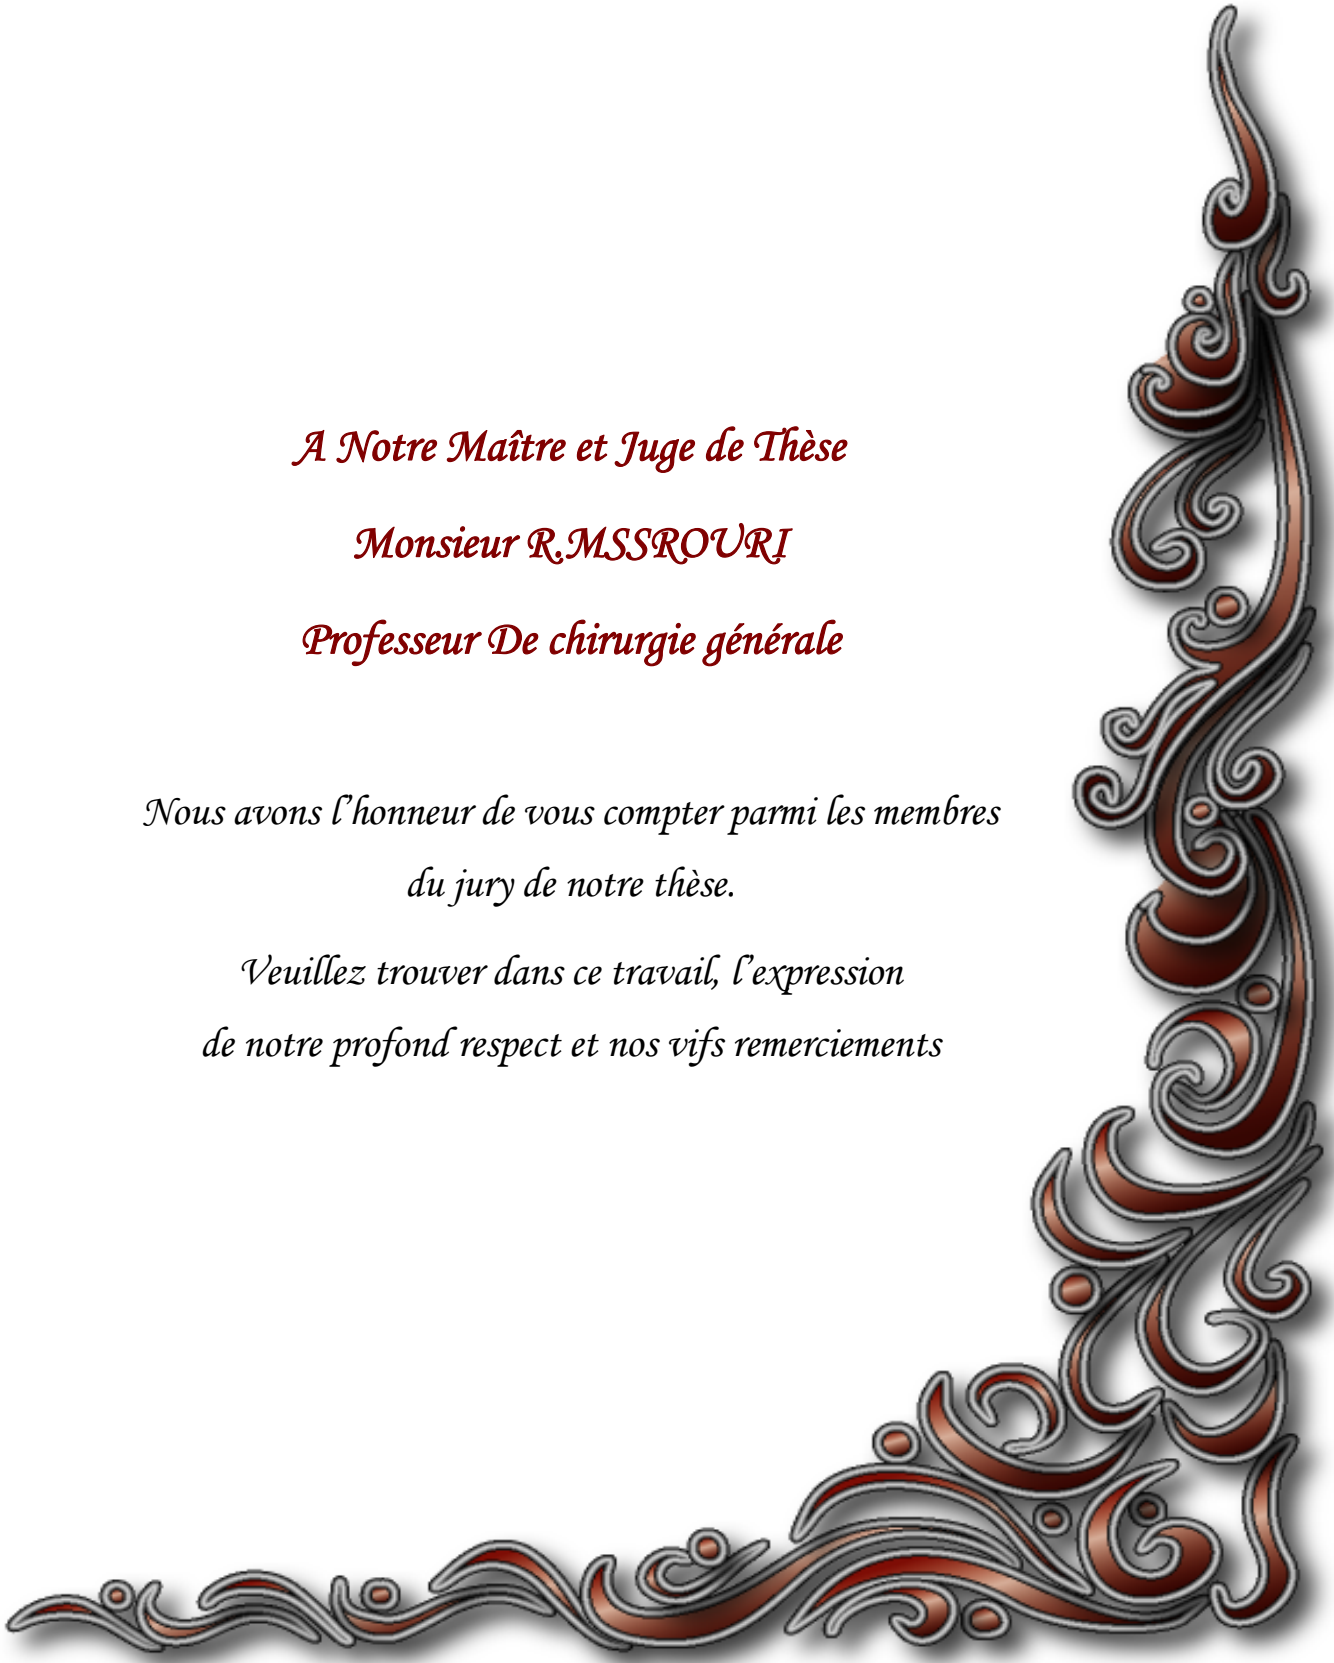 A Notre Maître et Juge de Thèse
Monsieur R.MSSROURI
Professeur De chirurgie générale
Nous avons l’honneur de vous compter parmi les membres
du jury de notre thèse.
Veuillez trouver dans ce travail, l’expression
de notre profond respect et nos vifs remerciements